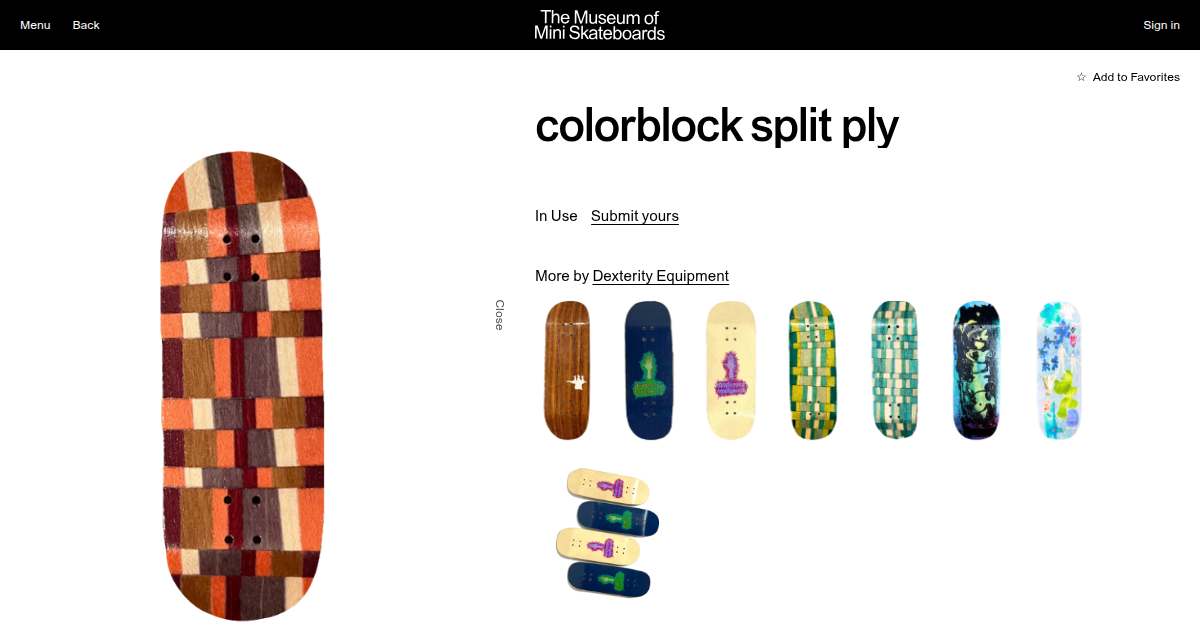 Menu
Back
The Museum of
Mini Skateboards
Sign in
☆ Add to Favorites
colorblock split ply
In Use Submit yours
More by Dexterity Equipment
Close